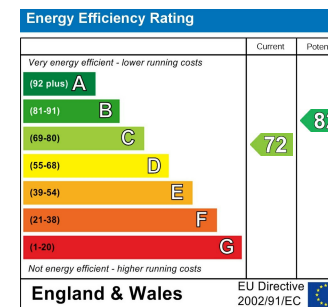 Energy Efficiency Rating
Current
Very energy efficient - lower running costs
(92 plus) A
(81-91) B
(69-80) C
72
(55-68) D
(39-54) E
(21-38) F
(1-20) G
Not energy efficient - higher running costs
England & Wales
EU Directive
2002/91/EC